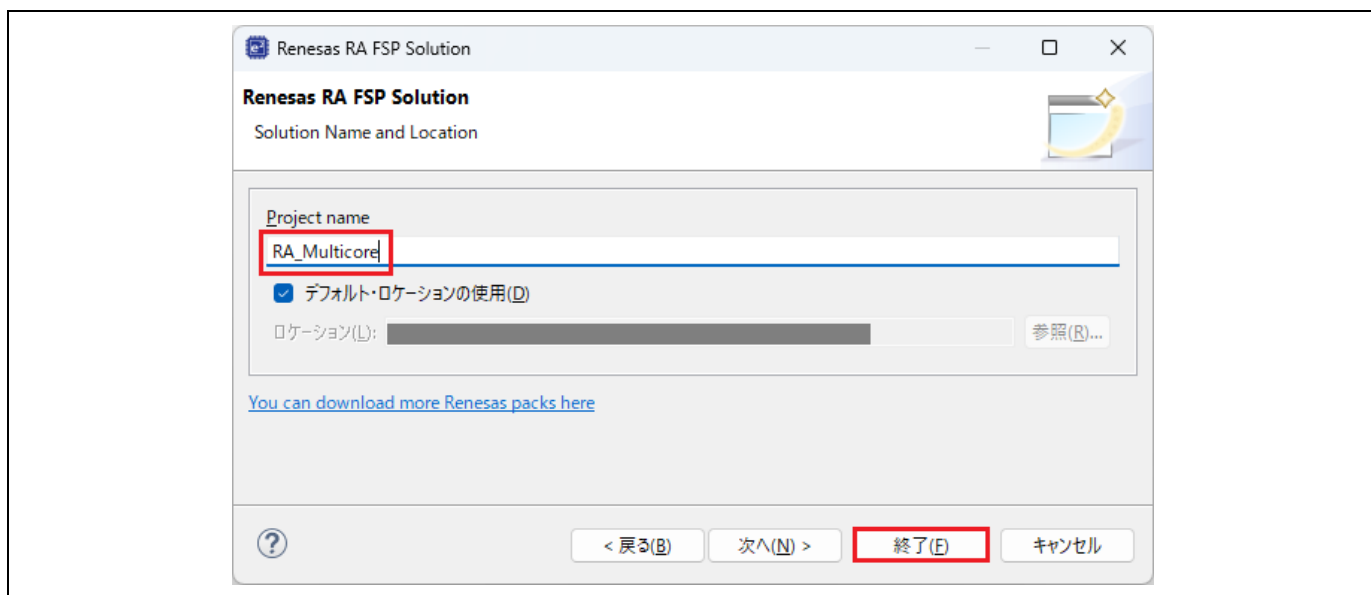 Renesas RA FSP Solution
Renesas RA FSP Solution
Solution Name and Location
Project name
RA_Multicore
デフォルト・ロケーションの使用(D)
ロケーション(L):
参照(R)...
You can download more Renesas packs here
< 戻る(B)
次へ(N) >
終了(F)
キャンセル